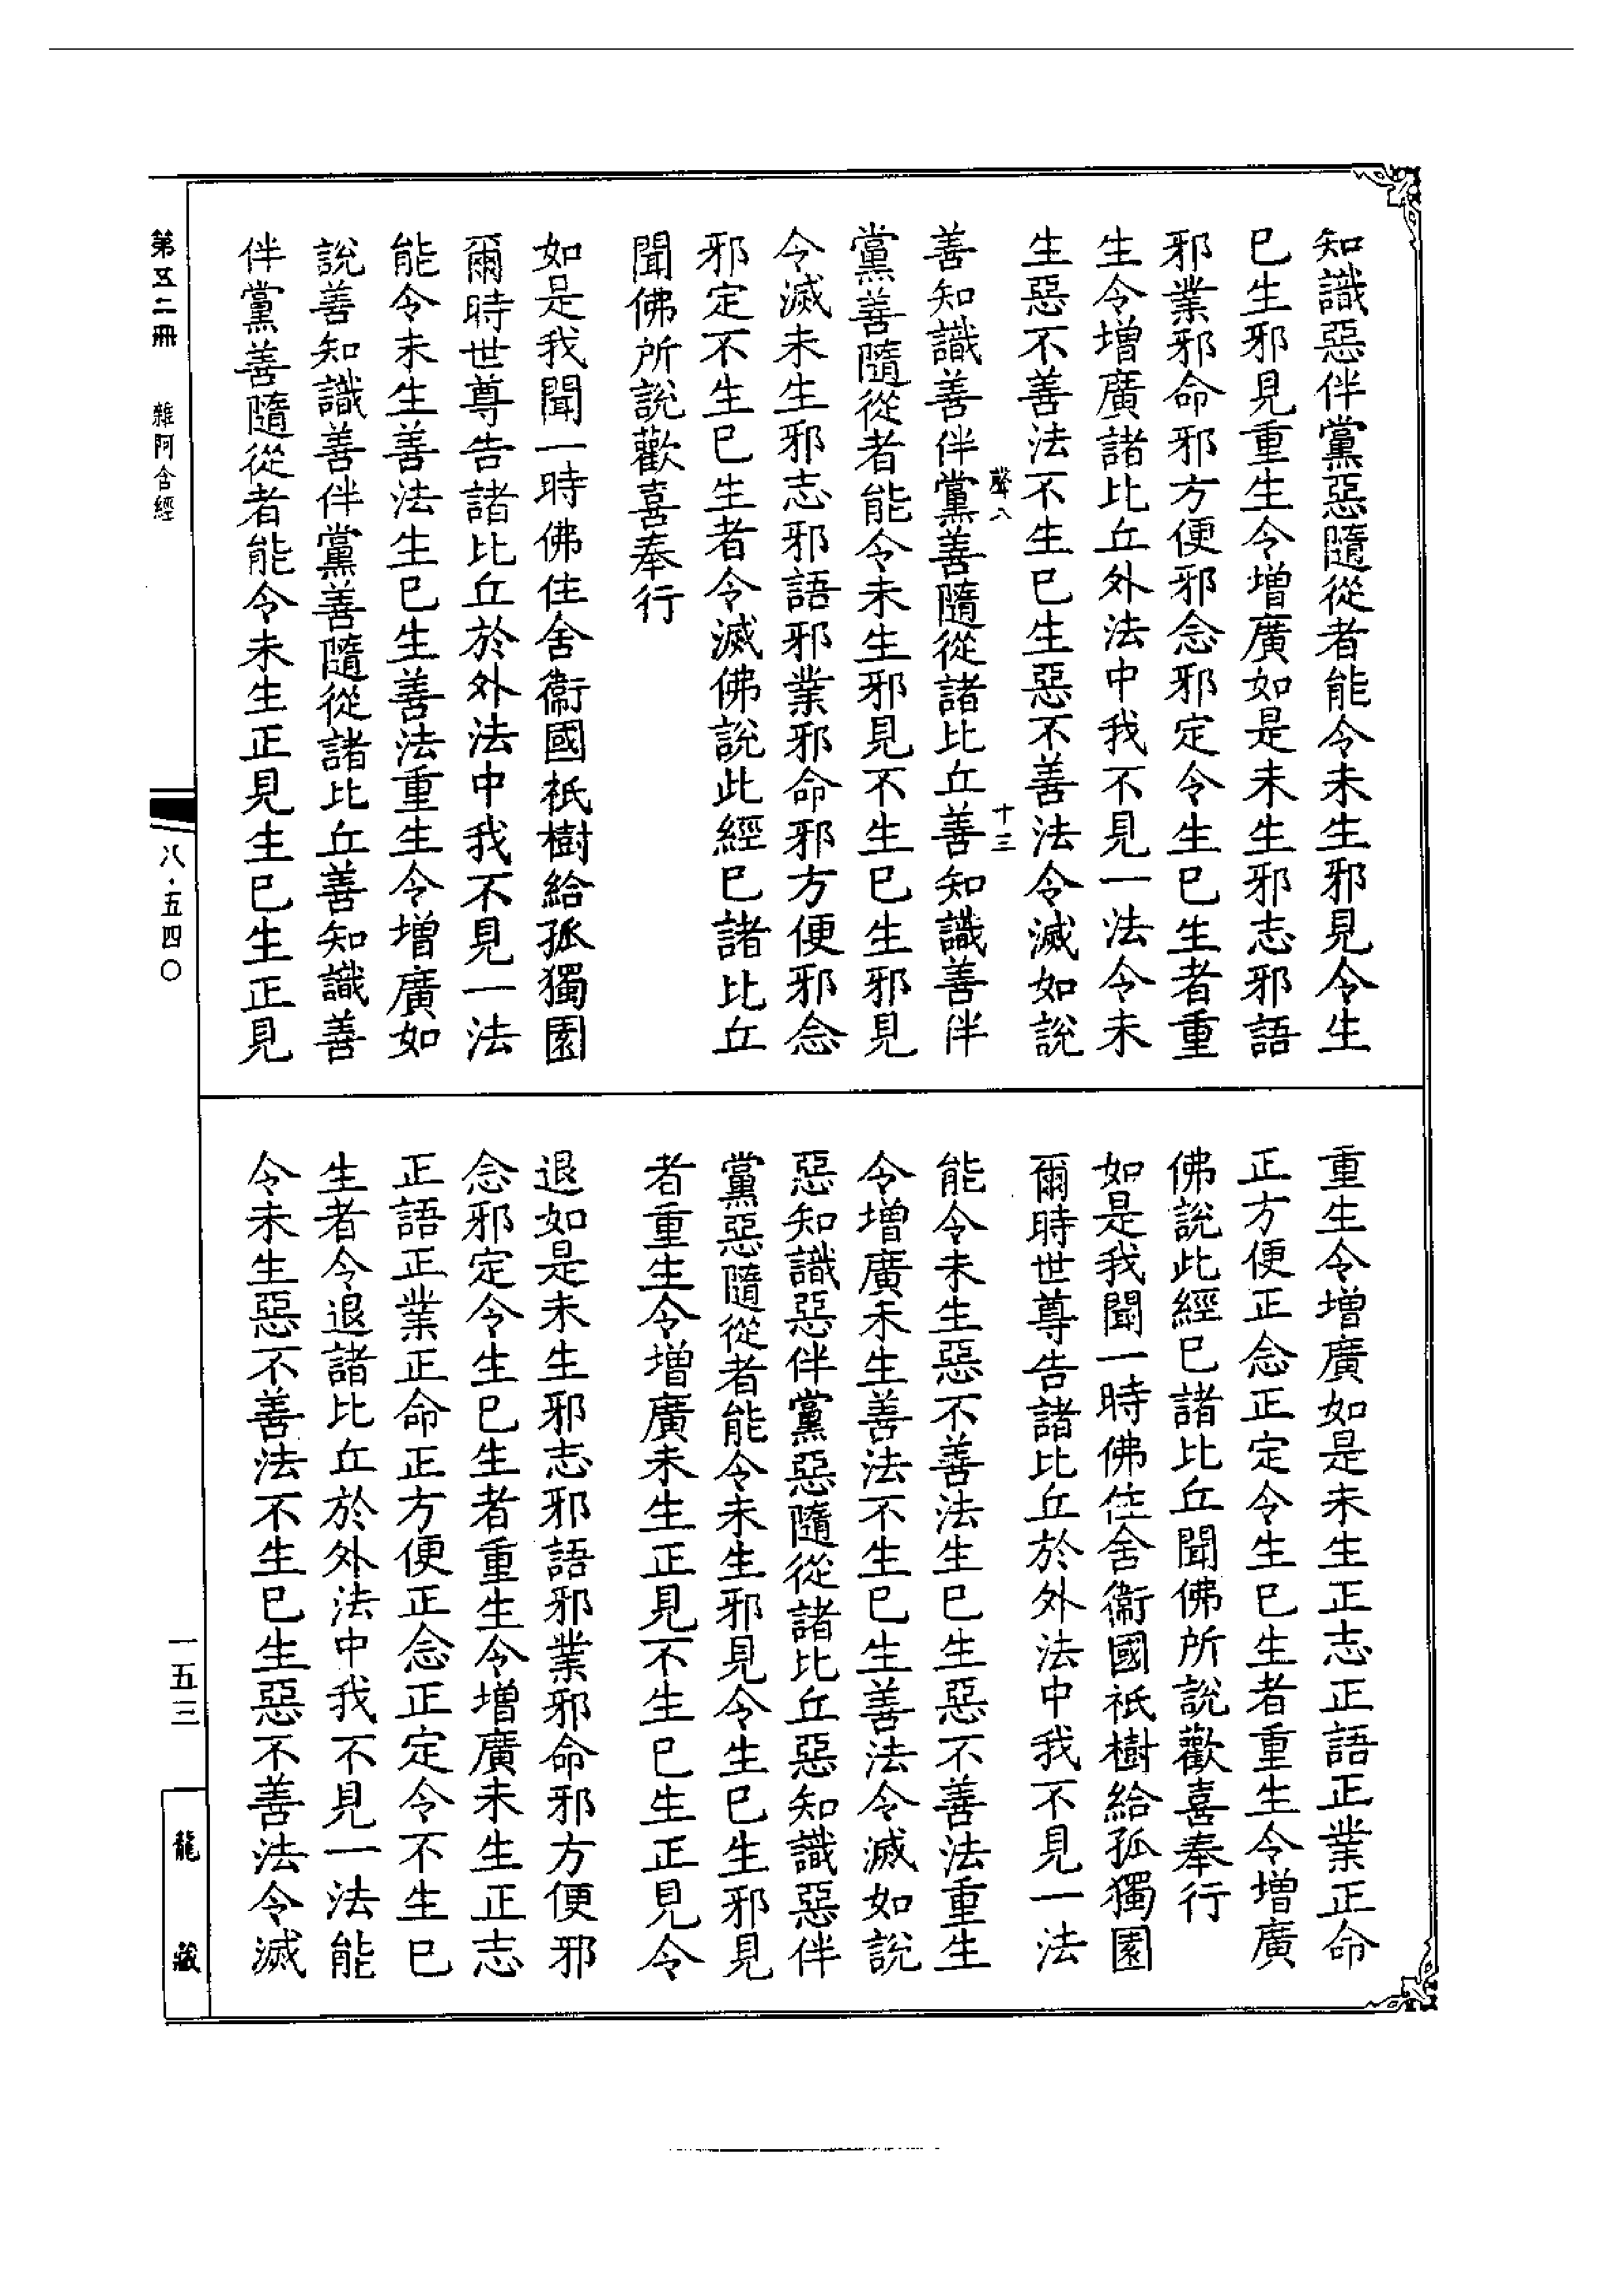 知識惡伴黨惡隨從者能令未生邪見令生
已生邪見重生令增廣如是未生邪志邪語
邪業邪命邪方便邪念邪定令生已生者重
生令增廣諸比丘外法中我不見一法令未
生惡不善法不生已生惡不善法令滅如說
聲八
十三
善知識善伴黨善隨從諸比丘善知識善伴
黨善隨從者能令未生邪見不生已生邪見
令滅未生邪志邪語邪業邪命邪方便邪念
邪定不生已生者令滅佛說此經已諸比丘
聞佛所說歡喜奉行
如是我聞一時佛住舍衞國祇樹給孤獨園
爾時世尊告諸比丘於外法中我不見一法
能令未生善法生已生善法重生令增廣如
說善知識善伴黨善隨從諸比丘善知識善
伴黨善隨從者能令未生正見生已生正見
重生令增廣如是未生正志正語正業正命
正方便正念正定令生已生者重生令增廣
佛說此經已諸比丘聞佛所說歡喜奉行
如是我聞一時佛住舍衞國祇樹給孤獨園
爾時世尊告諸比丘於外法中我不見一法
能令未生惡不善法生已生惡不善法重生
令增廣未生善法不生已生善法令滅如說
惡知識惡伴黨惡隨從諸比丘惡知識惡伴
黨惡隨從者能令未生邪見令生已生邪見
者重生令增廣未生正見不生已生正見令
退如是未生邪志邪語邪業邪命邪方便邪
念邪定令生已生者重生令增廣未生正志
正語正業正命正方便正念正定令不生已
生者令退諸比丘於外法中我不見一法能
令未生惡不善法不生已生惡不善法令滅
第五二冊
雜阿含經
八·五四〇
一五三
龍藏